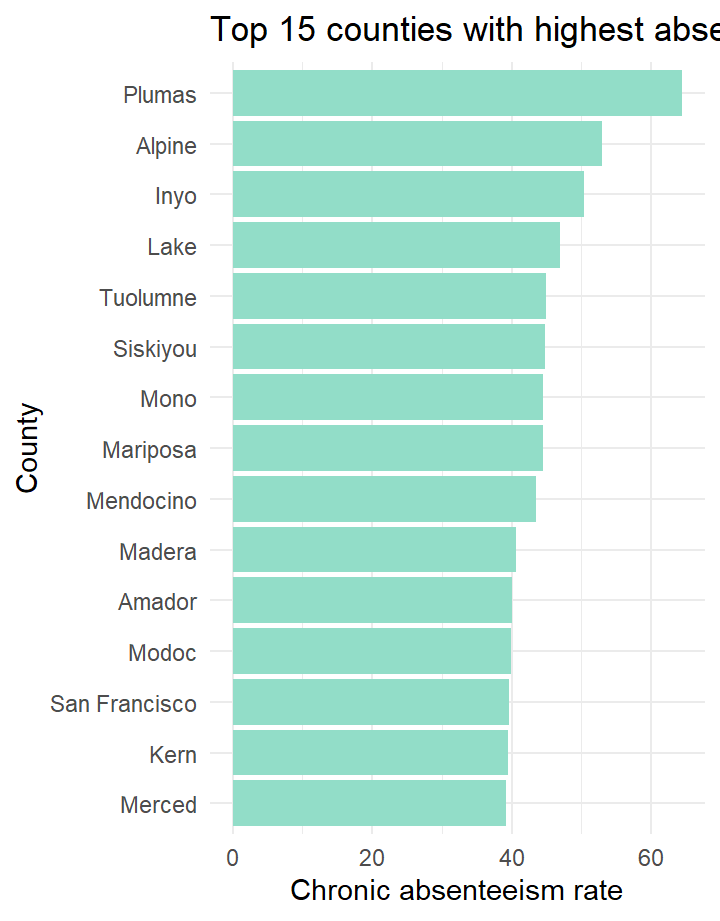 Top 15 counties with highest abse
Plumas
Alpine
Inyo
Lake
Tuolumne
Siskiyou
Mono
Mariposa
Mendocino
Madera
Amador
Modoc
San Francisco
Kern
Merced
County
0 20 40 60
Chronic absenteeism rate